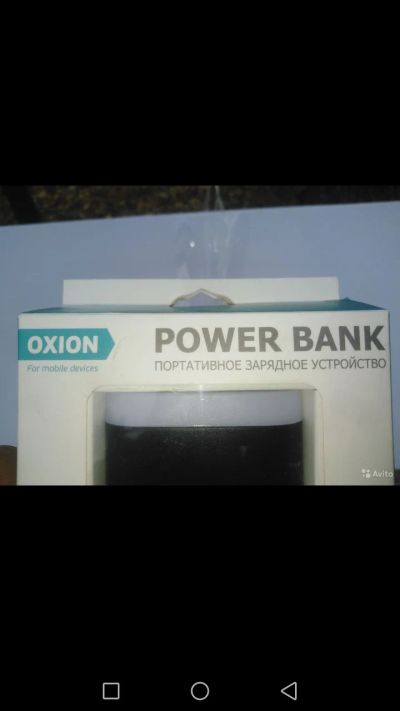 OXION
For mobile devices
POWER BANK
ПОРТАТИВНОЕ ЗАРЯДНОЕ УСТРОЙСТВО
Avito